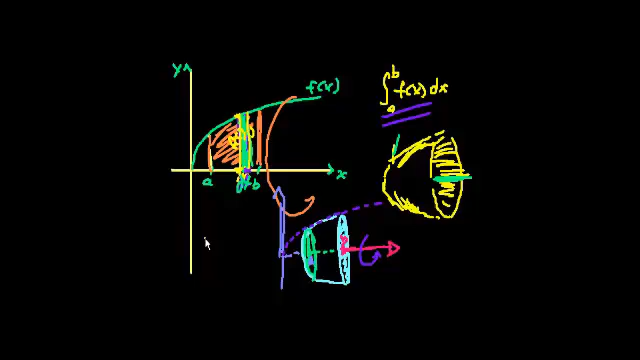 y
f(x)
a
b
x
∫ₐᵇ f(x) dx